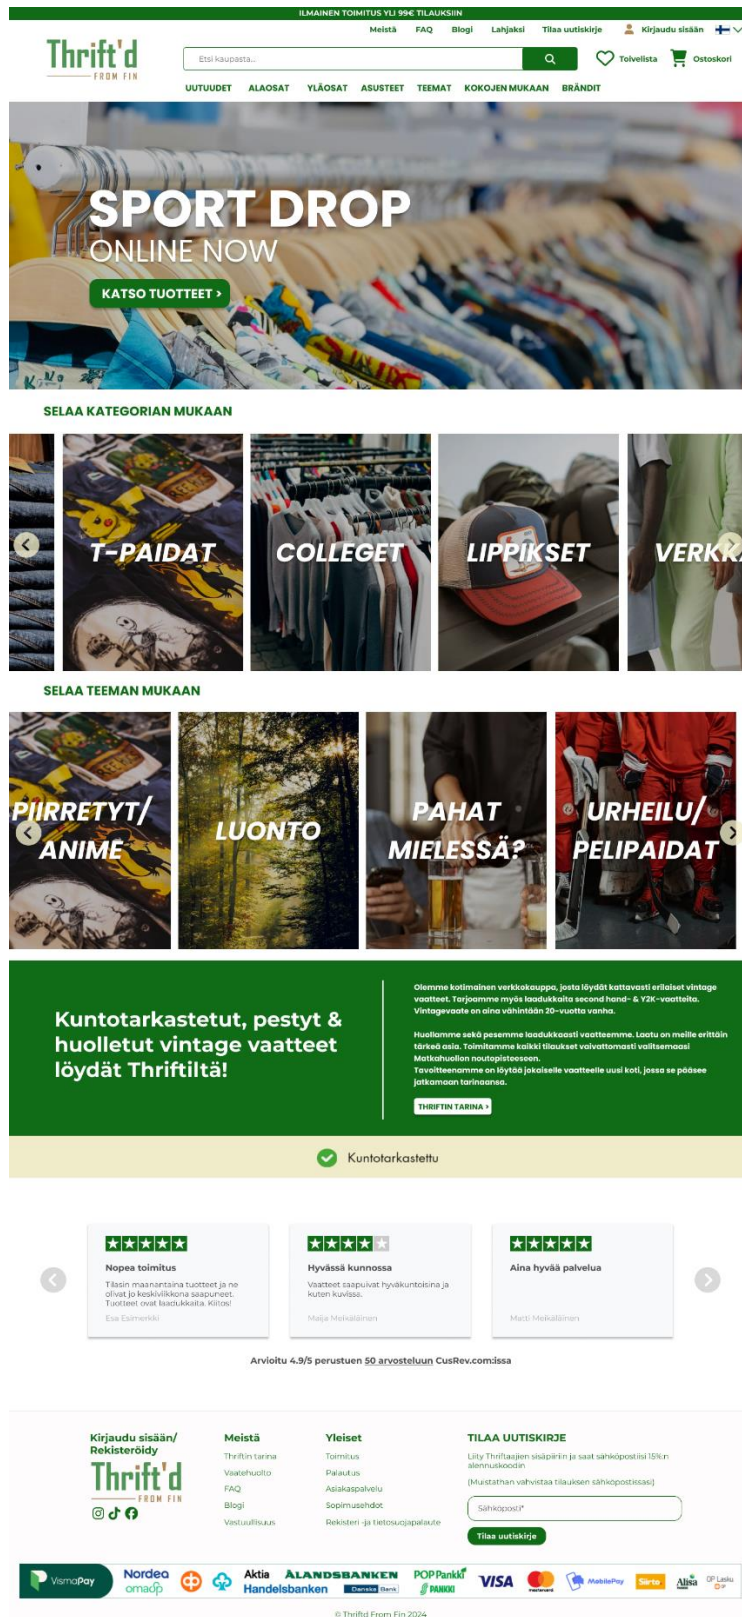 ILMAINEN TOIMITUS YLI 99€ TILAUKSIIN
Meistä FAQ Blogi Lahjaksi Tilaa uutiskirje Kirjaudu sisään
Thrift'd
FROM FIN
Etsi kaupasta...
Toivelista Ostoskori
UUTUUDET ALAOSAT YLÄOSAT ASUSTEET TEEMAT KOKOJEN MUKAAN BRÄNDIT
SPORT DROP
ONLINE NOW
KATSO TUOTTEET >
SELAA KATEGORIAN MUKAAN
T-PAIDAT COLLEGET LIPPIKSET VERKKA
SELAA TEEMAN MUKAAN
PIIRRETYT/
ANIME
LUONTO
PAHAT
MIELESSÄ?
URHEILU/
PELIPAIDAT
Kuntotarkastetut, pestyt &
huolletut vintage vaatteet
löydät Thriftiltä!
Olemme kotimainen verkkokauppa, josta löydät kattavasti erilaiset vintage
vaatteet. Tarjoamme myös laadukkaita second hand- & Y2K-vaatteita.
Vintagevaate on aina vähintään 20-vuotta vanha.
Huollamme sekä pesemme laadukkaasti vaatteemme. Laatu on meille erittäin
tärkeä asia. Toimitamme kaikki tilaukset vaivattomasti valitsemaasi
Matkahuollon noutopisteeseen.
Tavoitteenamme on löytää jokaiselle vaatteelle uusi koti, jossa se pääsee
jatkamaan tarinaansa.
THRIFTIN TARINA >
Kuntotarkastettu
Nopea toimitus
Tilasin maanantaina tuotteet ja ne
olivat jo keskiviikkona saapuneet.
Tuotteet ovat laadukkaita. Kiitos!
Esa Esimerkki
Hyvässä kunnossa
Vaatteet saapuivat hyväkuntoisina ja
kuten kuvissa.
Maija Meikäläinen
Aina hyvää palvelua
Matti Meikäläinen
Arvioitu 4.9/5 perustuen 50 arvosteluun CusRev.com:issa
Kirjaudu sisään/
Rekisteröidy
Thrift'd
FROM FIN
Meistä
Thriftin tarina
Vaatehuolto
FAQ
Blogi
Vastuullisuus
Yleiset
Toimitus
Palautus
Asiakaspalvelu
Sopimusehdot
Rekisteri -ja tietosuojapalaute
TILAA UUTISKIRJE
Liity Thriftaajien sisäpiiriin ja saat sähköpostiisi 15%:n
alennuskoodin
(Muistathan vahvistaa tilauksen sähköpostissasi)
Sähköposti*
Tilaa uutiskirje
VismaPay
Nordea
omasp
Aktia
Handelsbanken
ÅLANDSBANKEN
Danske Bank
POP Pankki
PANKKI
VISA
mastercard
MobilePay
Siirto
Alisa
OP Lasku
© Thriftd From Fin 2024